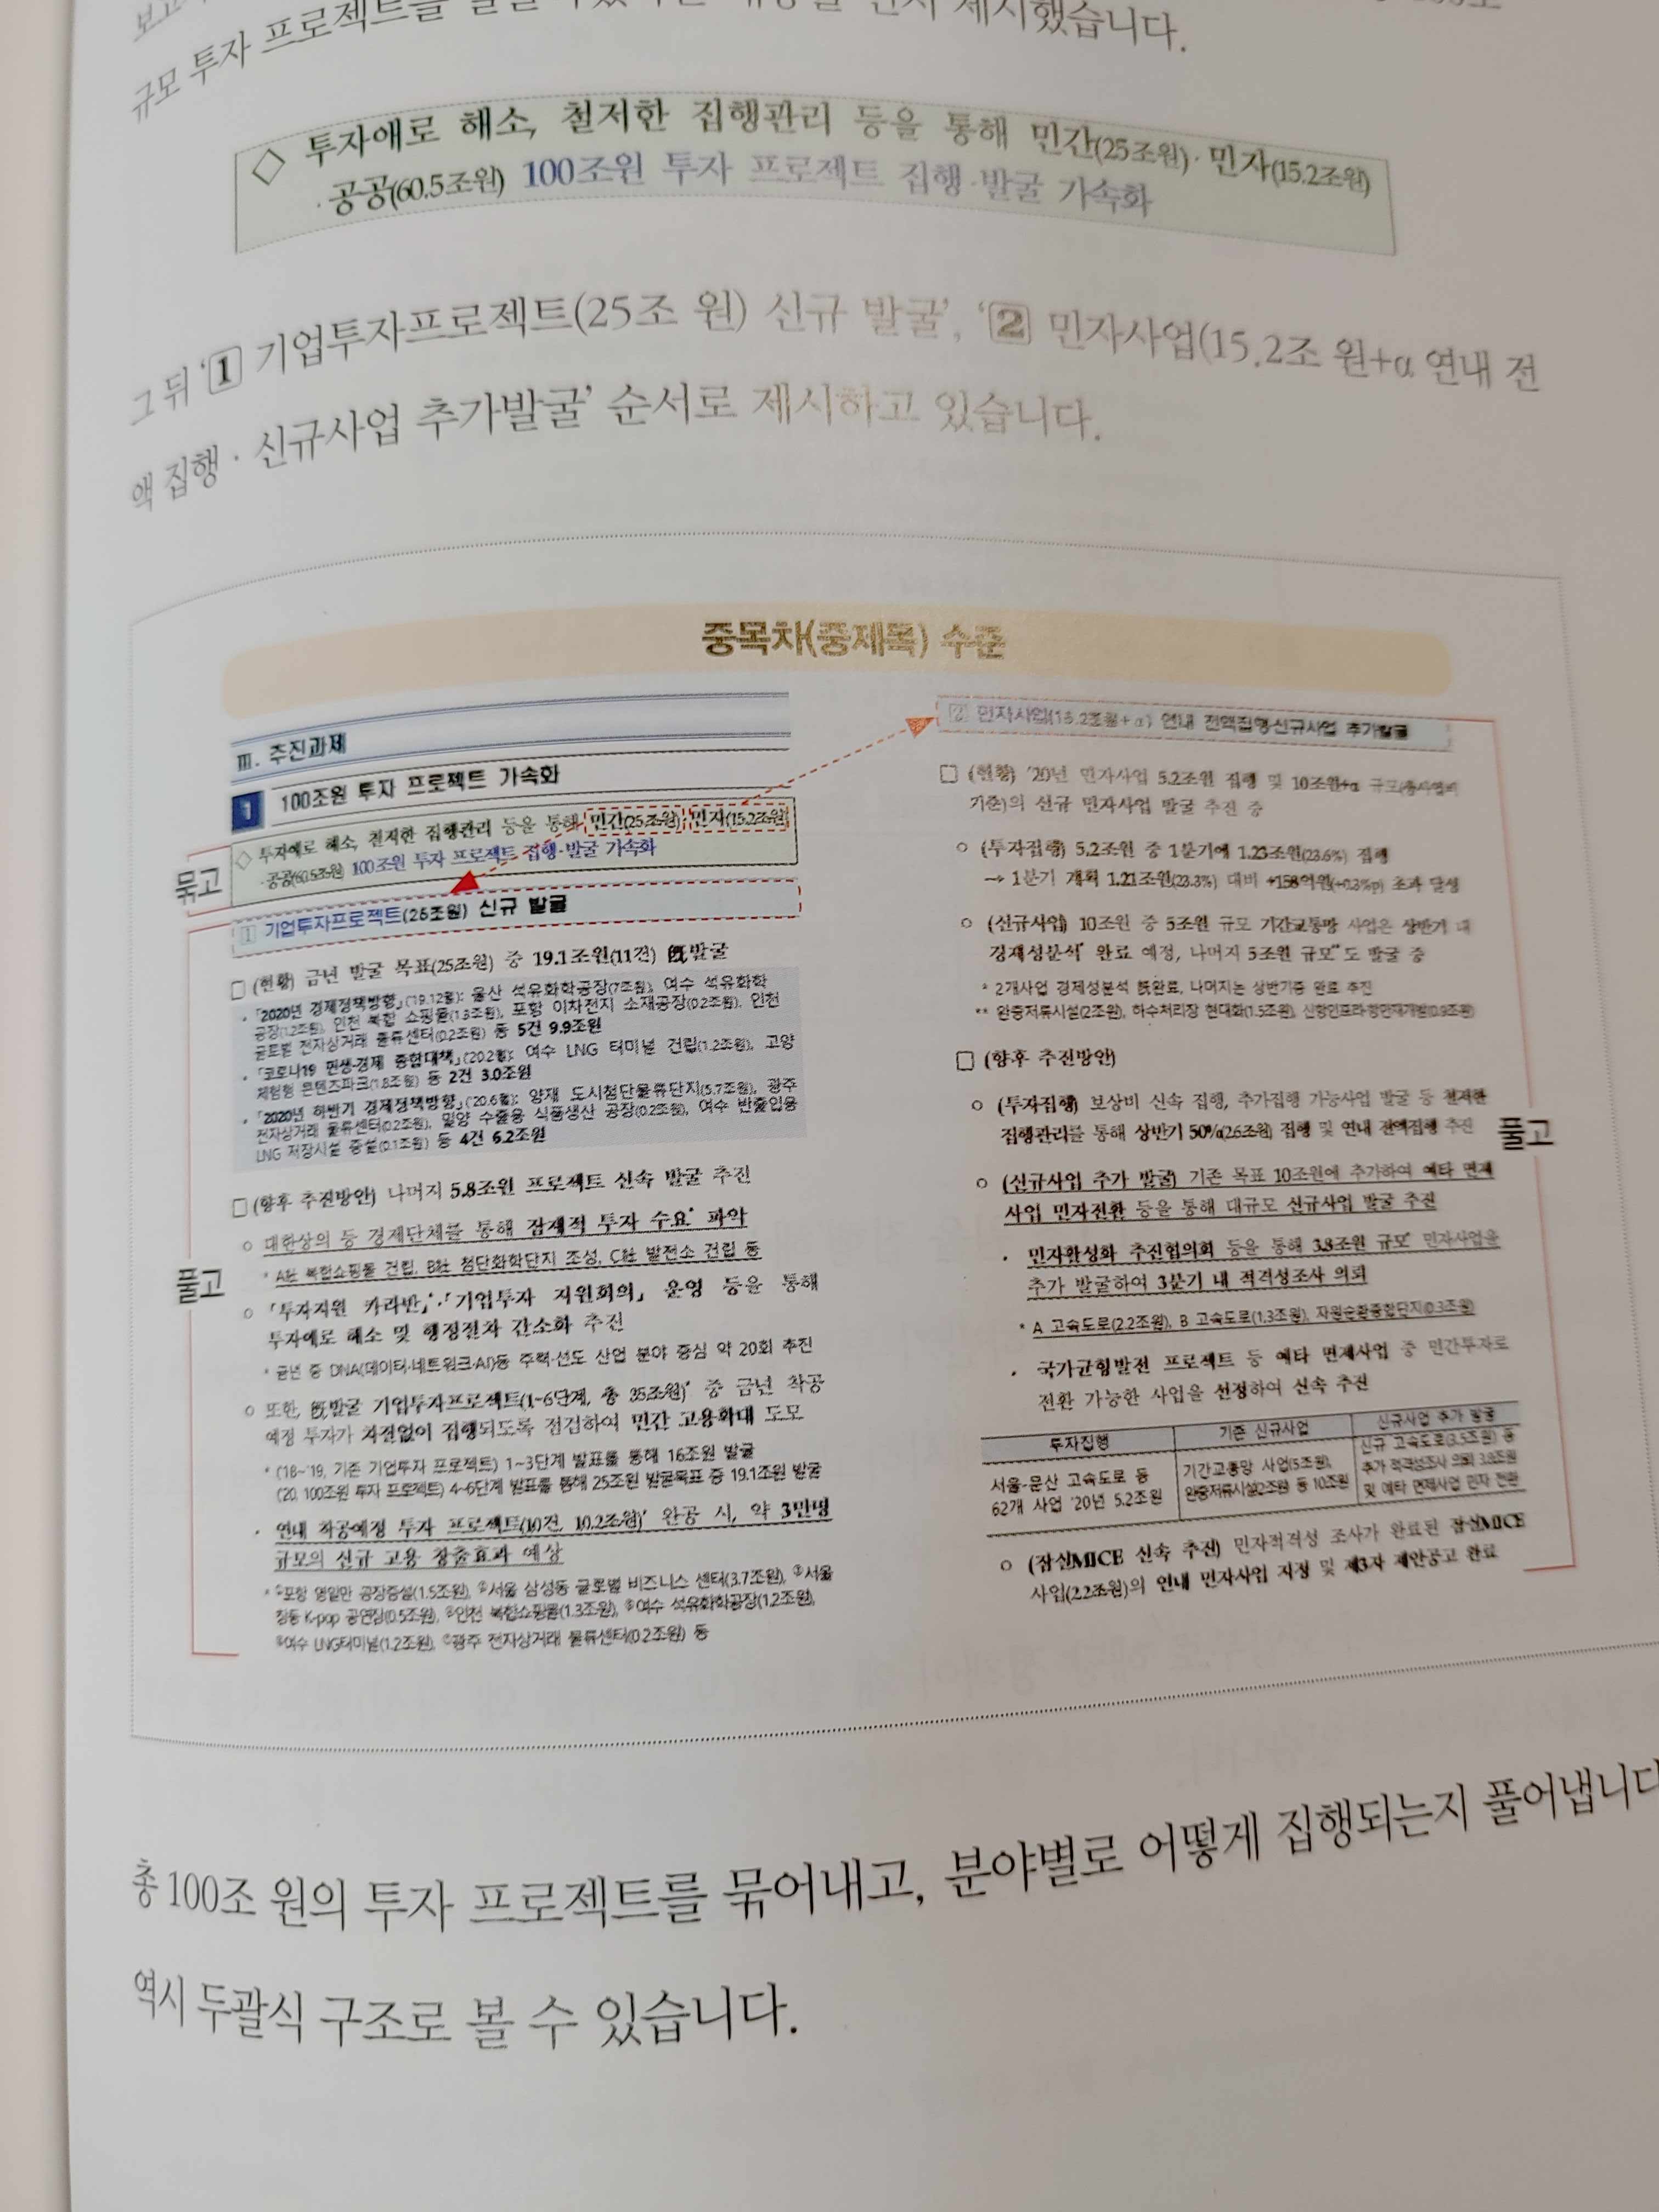 규모 투자 프로젝트를
제시했습니다.
◇ 투자애로 해소, 철저한 집행관리 등을 통해 민간(25조원)·민자(15.2조원)
·공공(60.5조원) 100조원 투자 프로젝트 집행·발굴 가속화
그 뒤 ‘1 기업투자프로젝트(25조 원) 신규 발굴’, ‘2 민자사업(15.2조 원+α 연내 전
액 집행·신규사업 추가발굴’ 순서로 제시하고 있습니다.
중목차(중제목) 수준
Ⅲ. 추진과제
1 100조원 투자 프로젝트 가속화
묶고
◇ 투자애로 해소, 철저한 집행관리 등을 통해 민간(25조원)·민자(15.2조원)
·공공(60.5조원) 100조원 투자 프로젝트 집행·발굴 가속화
1 기업투자프로젝트(25조원) 신규 발굴
□ (현황) 금년 발굴 목표(25조원) 중 19.1조원(11건) 旣발굴
· 「2020년 경제정책방향」('19.12월): 울산 석유화학공장(7조원), 여수 석유화학
공장(1.2조원), 인천 복합 쇼핑몰(1.3조원), 포항 이차전지 소재공장(0.2조원), 인천
글로벌 전자상거래 물류센터(0.2조원) 등 5건 9.9조원
· 「코로나19 민생·경제 종합대책」('20.2월): 여수 LNG 터미널 건립(1.2조원), 고양
체험형 콘텐츠파크(1.8조원) 등 2건 3.0조원
· 「2020년 하반기 경제정책방향」('20.6월): 양재 도시첨단물류단지(5.7조원), 광주
전자상거래 물류센터(0.2조원), 밀양 수출용 식품생산 공장(0.2조원), 여수 반출입용
LNG 저장시설 증설(0.1조원) 등 4건 6.2조원
□ (향후 추진방안) 나머지 5.8조원 프로젝트 신속 발굴 추진
풀고
○ 대한상의 등 경제단체를 통해 잠재적 투자 수요* 파악
* A社 복합쇼핑몰 건립, B社 첨단화학단지 조성, C社 발전소 건립 등
○ 「투자지원 카라반」*·「기업투자 지원회의」 운영 등을 통해
투자애로 해소 및 행정절차 간소화 추진
* 금년 중 DNA(데이터·네트워크·AI)등 주력·선도 산업 분야 중심 약 20회 추진
○ 또한, 旣발굴 기업투자프로젝트(1~6단계, 총 35조원)* 중 금년 착공
예정 투자가 차질없이 집행되도록 점검하여 민간 고용확대 도모
* ('18~'19, 기존 기업투자 프로젝트) 1~3단계 발표를 통해 16조원 발굴
('20, 100조원 투자 프로젝트) 4~6단계 발표를 통해 25조원 발굴목표 중 19.1조원 발굴
· 연내 착공예정 투자 프로젝트(10건, 10.2조원)* 완공 시, 약 3만명
규모의 신규 고용 창출효과 예상
* ①포항 영일만 공장증설(1.5조원), ②서울 삼성동 글로벌 비즈니스 센터(3.7조원), ③서울
창동 K-pop 공연장(0.5조원), ④인천 복합쇼핑몰(1.3조원), ⑤여수 석유화학공장(1.2조원),
⑥여수 LNG터미널(1.2조원), ⑦광주 전자상거래 물류센터(0.2조원) 등
2 민자사업(15.2조원+α) 연내 전액집행·신규사업 추가발굴
□ (현황) '20년 민자사업 5.2조원 집행 및 10조원+α 규모(총사업비
기준)의 신규 민자사업 발굴 추진 중
○ (투자집행) 5.2조원 중 1분기에 1.23조원(23.6%) 집행
→ 1분기 계획 1.21조원(23.3%) 대비 +158억원(+0.3%p) 초과 달성
○ (신규사업) 10조원 중 5조원 규모 기간교통망 사업은 상반기 내
경제성분석* 완료 예정, 나머지 5조원 규모**도 발굴 중
* 2개사업 경제성분석 旣완료, 나머지는 상반기중 완료 추진
** 완충저류시설(2조원), 하수처리장 현대화(1.5조원), 신항인프라·항만재개발(0.9조원)
□ (향후 추진방안)
○ (투자집행) 보상비 신속 집행, 추가집행 가능사업 발굴 등 철저한
집행관리를 통해 상반기 50%(2.6조원) 집행 및 연내 전액집행 추진
풀고
○ (신규사업 추가 발굴) 기존 목표 10조원에 추가하여 예타 면제
사업 민자전환 등을 통해 대규모 신규사업 발굴 추진
· 민자활성화 추진협의회 등을 통해 3.8조원 규모* 민자사업을
추가 발굴하여 3분기 내 적격성조사 의뢰
* A 고속도로(2.2조원), B 고속도로(1.3조원), 자원순환종합단지(0.3조원)
· 국가균형발전 프로젝트 등 예타 면제사업 중 민간투자로
전환 가능한 사업을 선정하여 신속 추진
투자집행 기존 신규사업 신규사업 추가 발굴
서울-문산 고속도로 등
62개 사업 '20년 5.2조원
기간교통망 사업(5조원),
완충저류시설(2조원) 등 10조원
신규 고속도로(3.5조원) 등
추가 적격성조사 의뢰 3.8조원
및 예타 면제사업 민자 전환
○ (잠실MICE 신속 추진) 민자적격성 조사가 완료된 잠실MICE
사업(2.2조원)의 연내 민자사업 지정 및 제3자 제안공고 완료
총 100조 원의 투자 프로젝트를 묶어내고, 분야별로 어떻게 집행되는지 풀어냅니다
역시 두괄식 구조로 볼 수 있습니다.